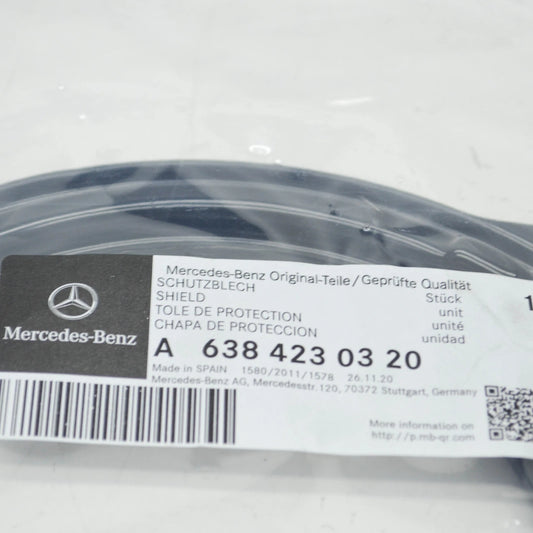 Mercedes-Benz
Mercedes-Benz Original-Teile/Geprüfte Qualität
SCHUTZBLECH Stück
SHIELD unit
TOLE DE PROTECTION unité
CHAPA DE PROTECCION unidad
1
A 638 423 03 20
Made in SPAIN 1580/2011/1578 26.11.20
Mercedes-Benz AG, Mercedesstr.120, 70372 Stuttgart, Germany
More information on
http://p.mb-qr.com